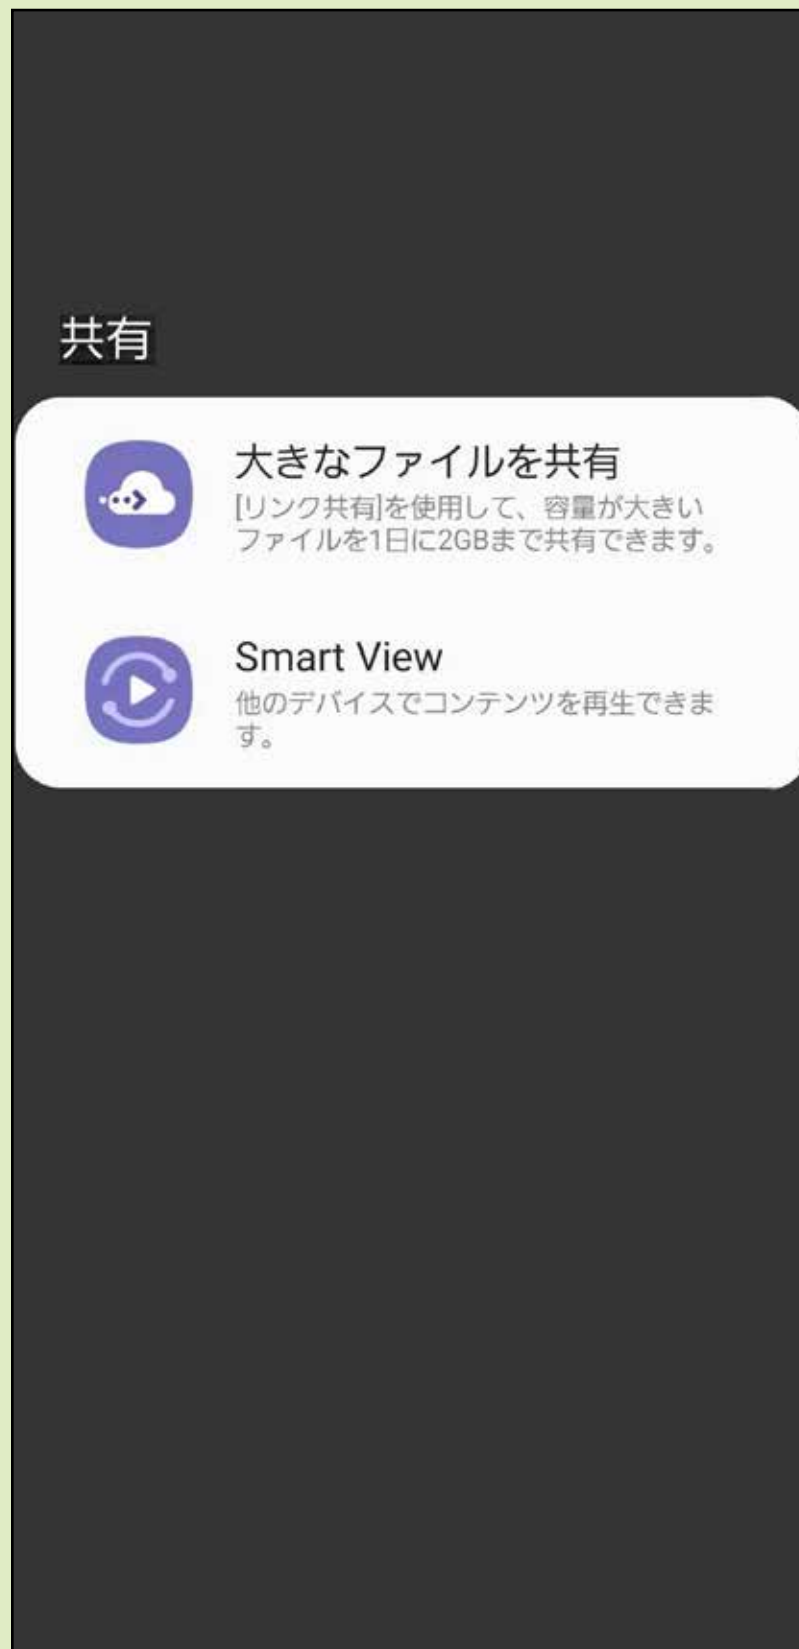 共有
大きなファイルを共有
[リンク共有]を使用して、容量が大きい
ファイルを1日に2GBまで共有できます。
Smart View
他のデバイスでコンテンツを再生できま
す。